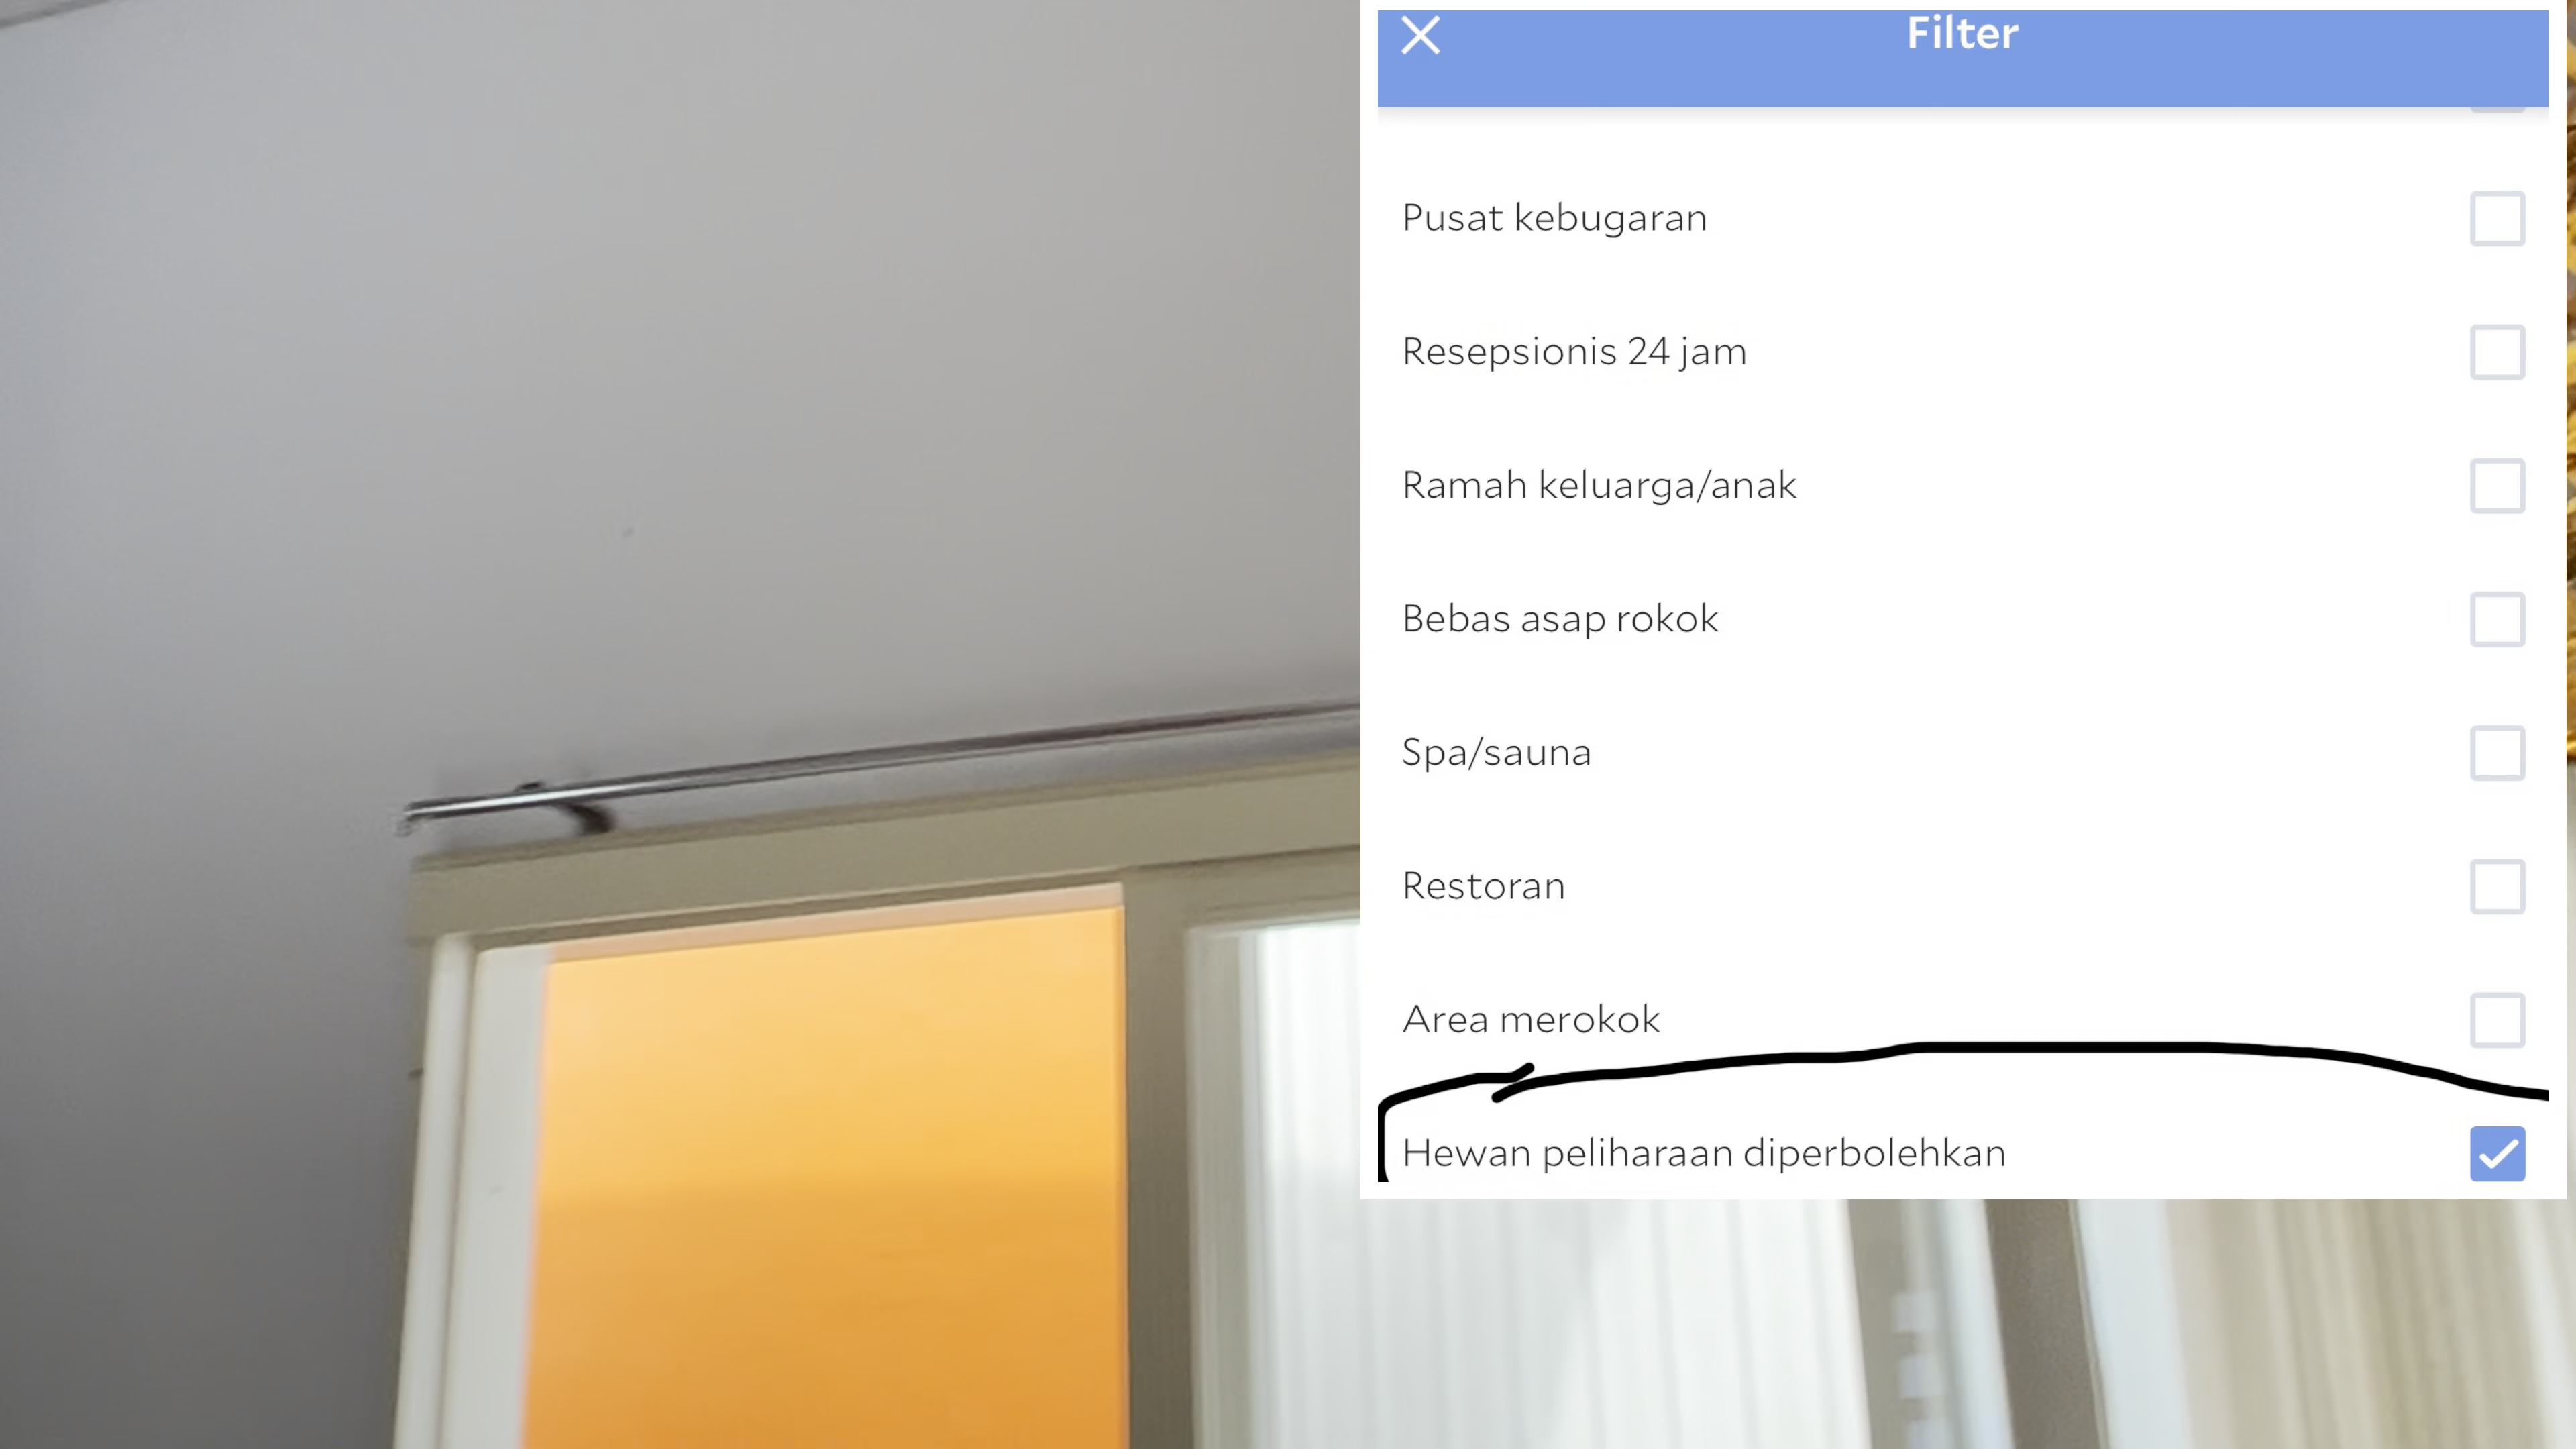 Filter
Pusat kebugaran
Resepsionis 24 jam
Ramah keluarga/anak
Bebas asap rokok
Spa/sauna
Restoran
Area merokok
Hewan peliharaan diperbolehkan